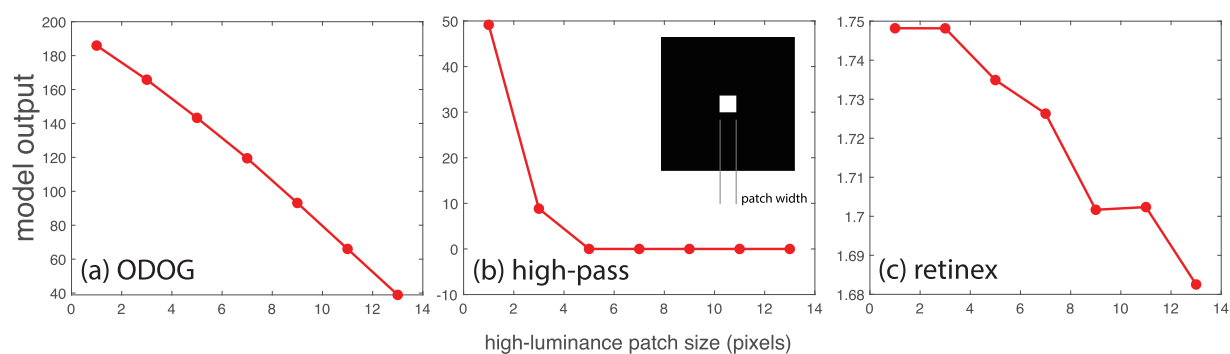 model output
200
180
160
140
120
100
80
60
40
0 2 4 6 8 10 12 14
(a) ODOG
50
40
30
20
10
0
-10
0 2 4 6 8 10 12 14
patch width
(b) high-pass
high-luminance patch size (pixels)
1.75
1.74
1.73
1.72
1.71
1.7
1.69
1.68
0 2 4 6 8 10 12 14
(c) retinex